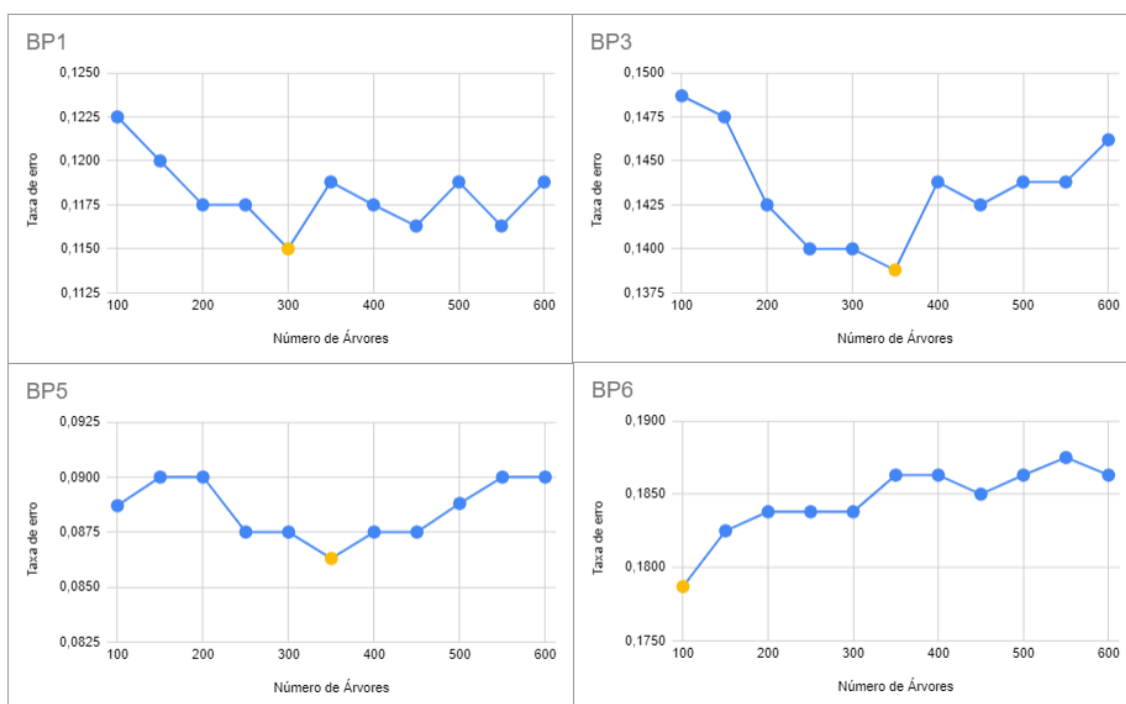 BP1
Taxa de erro
0,1250
0,1225
0,1200
0,1175
0,1150
0,1125
100 200 300 400 500 600
Número de Árvores
BP3
Taxa de erro
0,1500
0,1475
0,1450
0,1425
0,1400
0,1375
100 200 300 400 500 600
Número de Árvores
BP5
Taxa de erro
0,0925
0,0900
0,0875
0,0850
0,0825
100 200 300 400 500 600
Número de Árvores
BP6
Taxa de erro
0,1900
0,1850
0,1800
0,1750
100 200 300 400 500 600
Número de Árvores